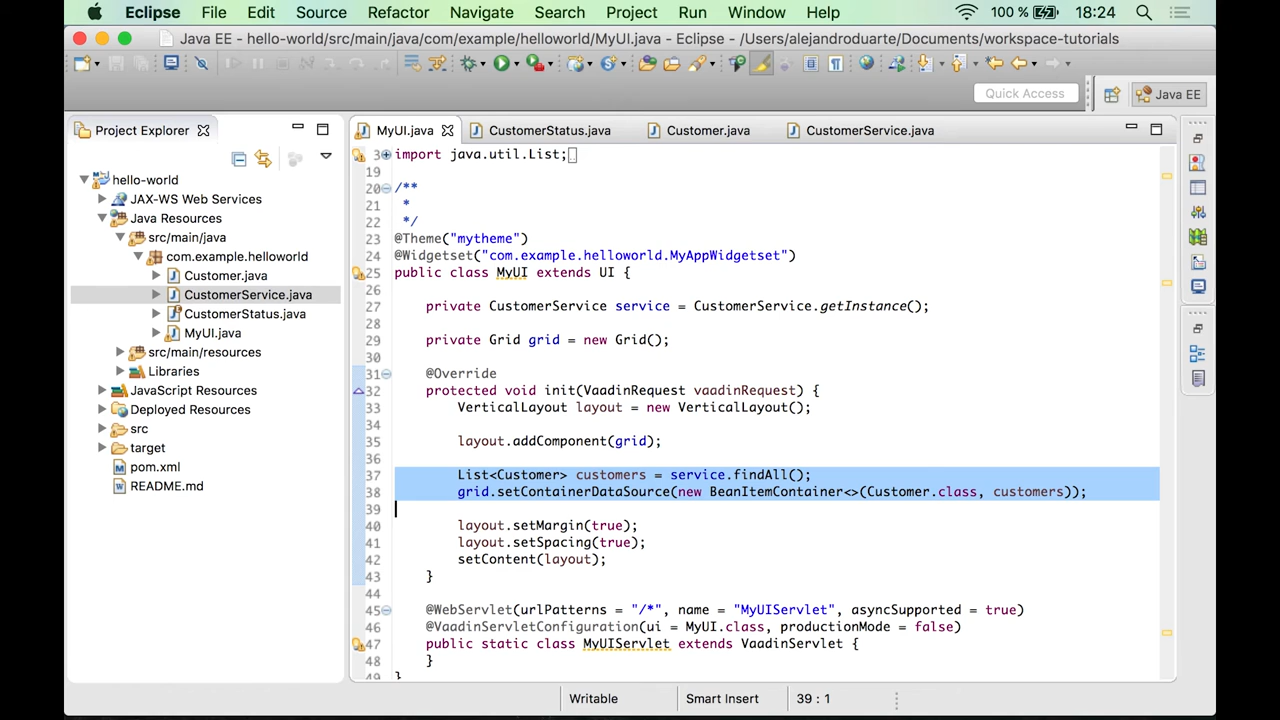 Eclipse File Edit Source Refactor Navigate Search Project Run Window Help 100 % 18:24
Java EE - hello-world/src/main/java/com/example/helloworld/MyUI.java - Eclipse - /Users/alejandroduarte/Documents/workspace-tutorials
Quick Access Java EE
Project Explorer
hello-world
JAX-WS Web Services
Java Resources
src/main/java
com.example.helloworld
Customer.java
CustomerService.java
CustomerStatus.java
MyUI.java
src/main/resources
Libraries
JavaScript Resources
Deployed Resources
src
target
pom.xml
README.md
MyUI.java CustomerStatus.java Customer.java CustomerService.java
3 import java.util.List;
19
20 /**
21 *
22 */
23 @Theme("mytheme")
24 @Widgetset("com.example.helloworld.MyAppWidgetset")
25 public class MyUI extends UI {
26
27 private CustomerService service = CustomerService.getInstance();
28
29 private Grid grid = new Grid();
30
31 @Override
32 protected void init(VaadinRequest vaadinRequest) {
33 VerticalLayout layout = new VerticalLayout();
34
35 layout.addComponent(grid);
36
37 List<Customer> customers = service.findAll();
38 grid.setContainerDataSource(new BeanItemContainer<>(Customer.class, customers));
39
40 layout.setMargin(true);
41 layout.setSpacing(true);
42 setContent(layout);
43 }
44
45 @WebServlet(urlPatterns = "/*", name = "MyUIServlet", asyncSupported = true)
46 @VaadinServletConfiguration(ui = MyUI.class, productionMode = false)
47 public static class MyUIServlet extends VaadinServlet {
48 }
49 }
Writable Smart Insert 39 : 1